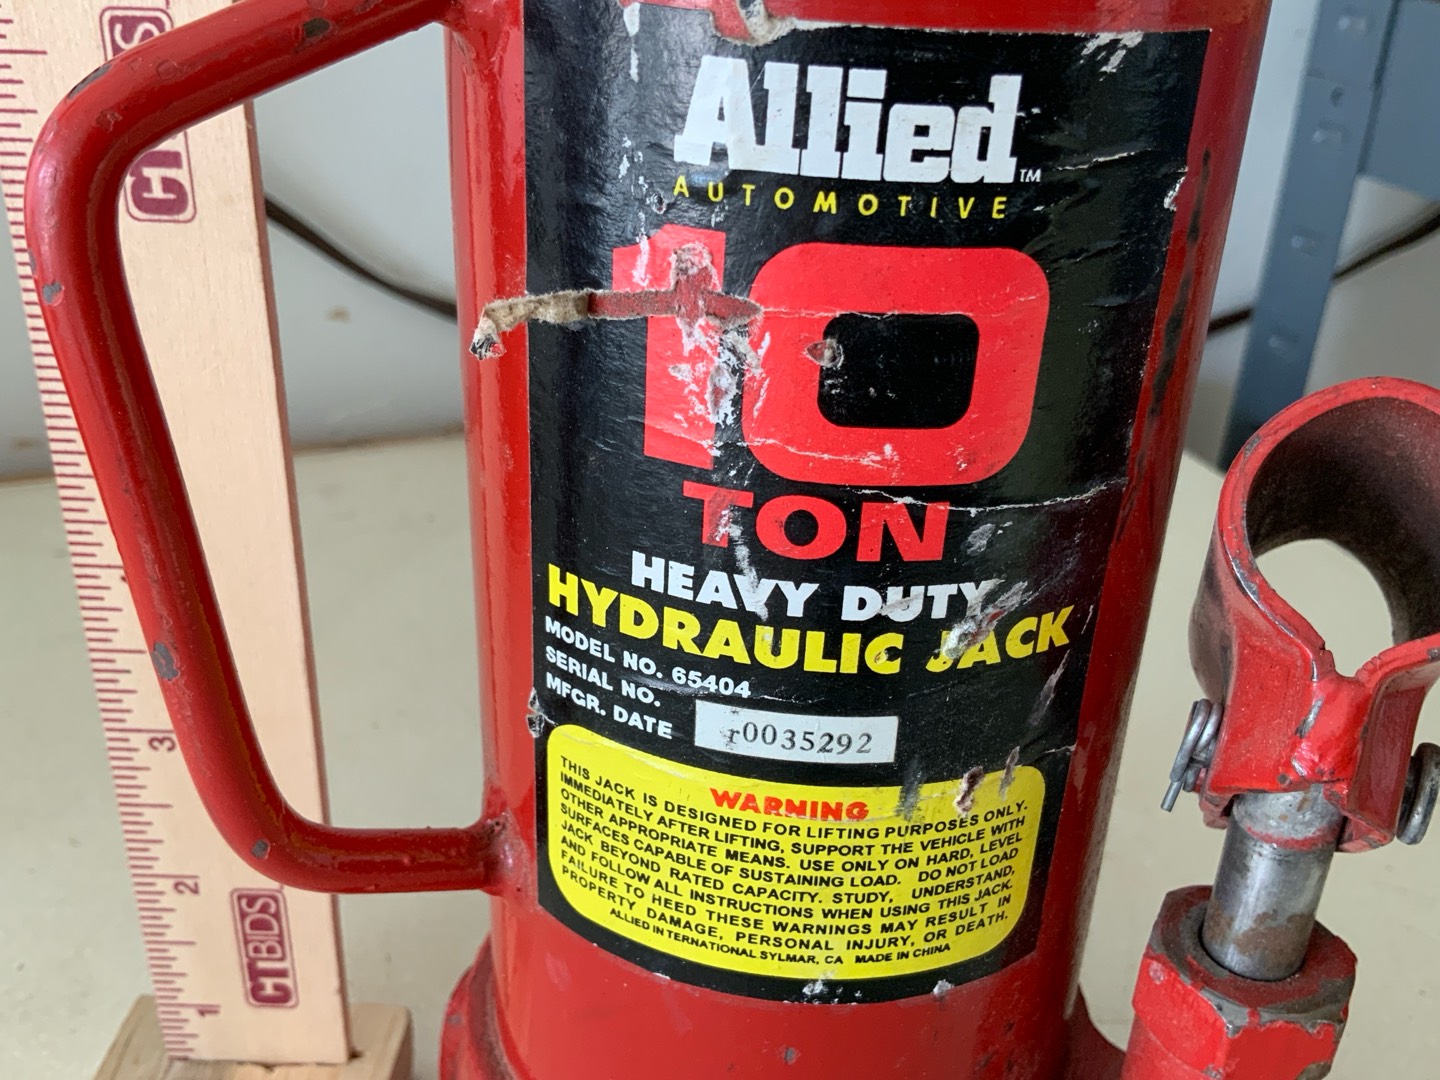 Allied™
AUTOMOTIVE
10
TON
HEAVY DUTY
HYDRAULIC JACK
MODEL NO. 65404
SERIAL NO.
MFGR. DATE
r0035292
WARNING
THIS JACK IS DESIGNED FOR LIFTING PURPOSES ONLY.
IMMEDIATELY AFTER LIFTING, SUPPORT THE VEHICLE WITH
OTHER APPROPRIATE MEANS. USE ONLY ON HARD, LEVEL
SURFACES CAPABLE OF SUSTAINING LOAD. DO NOT LOAD
JACK BEYOND RATED CAPACITY. STUDY, UNDERSTAND,
AND FOLLOW ALL INSTRUCTIONS WHEN USING THIS JACK.
FAILURE TO HEED THESE WARNINGS MAY RESULT IN
PROPERTY DAMAGE, PERSONAL INJURY, OR DEATH.
ALLIED INTERNATIONAL SYLMAR, CA MADE IN CHINA
3
2
CTBIDS
1